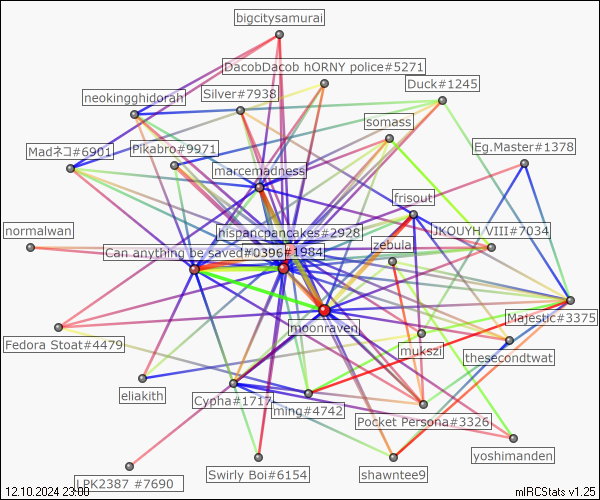 bigcitysamurai
DacobDacob hORNY police#5271
Duck#1245
Silver#7938
neokingghidorah
somass
Eg.Master#1378
Madネコ#6901
Pikabro#9971
marcemadness
frisout
normalwan
hispancpancakes#2928
JKOUYH VIII#7034
zebula
Can anything be saved#0396
#1984
Majestic#3375
moonraven
Fedora Stoat#4479
mukszi
thesecondtwat
eliakith
Cypha#1717
ming#4742
Pocket Persona#3326
yoshimanden
LPK2387 #7690
Swirly Boi#6154
shawntee9
12.10.2024 23:00
mIRCStats v1.25